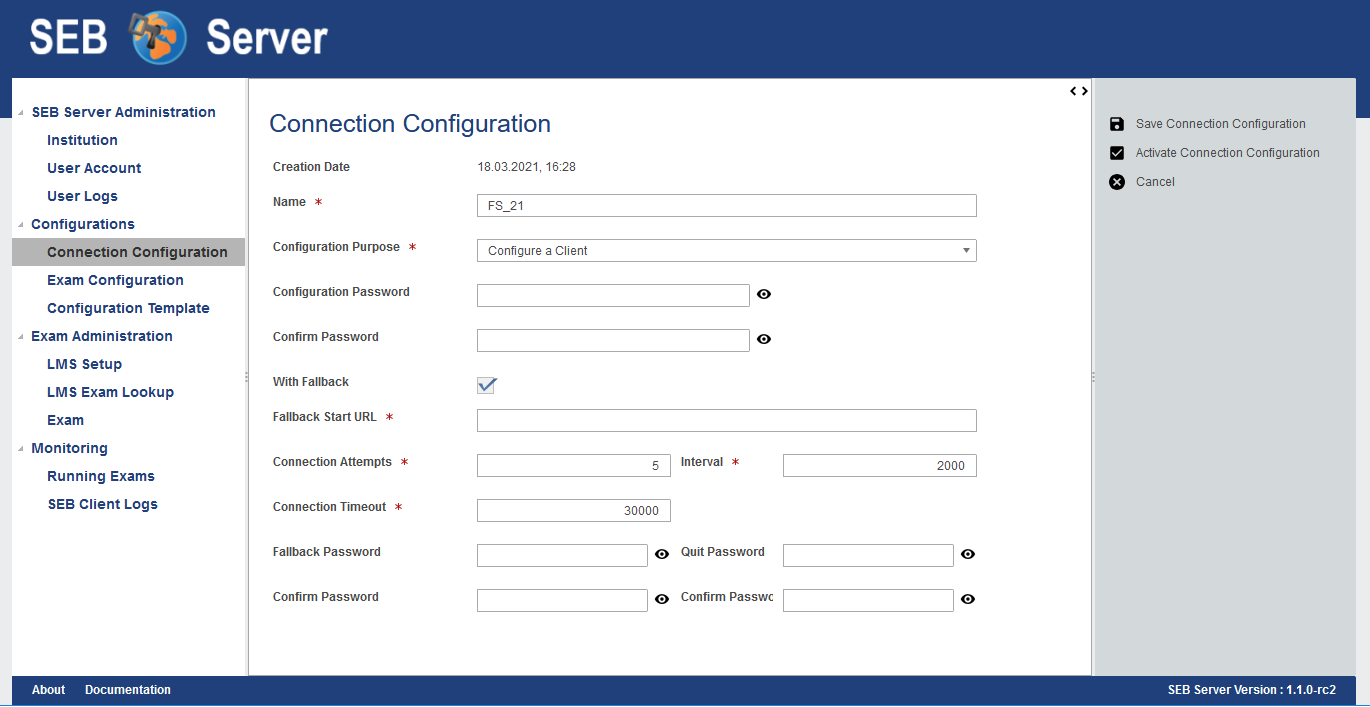 SEB Server
SEB Server Administration
Institution
User Account
User Logs
Configurations
Connection Configuration
Exam Configuration
Configuration Template
Exam Administration
LMS Setup
LMS Exam Lookup
Exam
Monitoring
Running Exams
SEB Client Logs
Connection Configuration
Creation Date 18.03.2021, 16:28
Name * FS_21
Configuration Purpose * Configure a Client
Configuration Password
Confirm Password
With Fallback
Fallback Start URL *
Connection Attempts * 5 Interval * 2000
Connection Timeout * 30000
Fallback Password Quit Password
Confirm Password Confirm Passwo
Save Connection Configuration
Activate Connection Configuration
Cancel
About Documentation SEB Server Version : 1.1.0-rc2